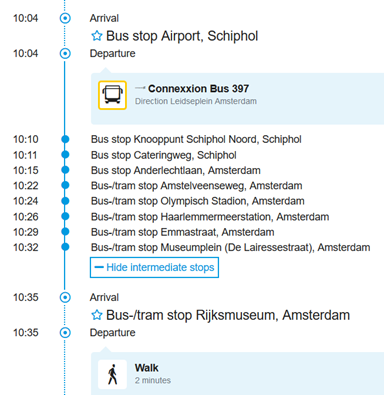 10:04 Arrival
Bus stop Airport, Schiphol
10:04 Departure
Connexxion Bus 397
Direction Leidseplein Amsterdam
10:10 Bus stop Knooppunt Schiphol Noord, Schiphol
10:11 Bus stop Cateringweg, Schiphol
10:15 Bus stop Anderlechtlaan, Amsterdam
10:22 Bus-/tram stop Amstelveenseweg, Amsterdam
10:24 Bus-/tram stop Olympisch Stadion, Amsterdam
10:26 Bus-/tram stop Haarlemmermeerstation, Amsterdam
10:29 Bus-/tram stop Emmastraat, Amsterdam
10:32 Bus-/tram stop Museumplein (De Lairessestraat), Amsterdam
Hide intermediate stops
10:35 Arrival
Bus-/tram stop Rijksmuseum, Amsterdam
10:35 Departure
Walk
2 minutes